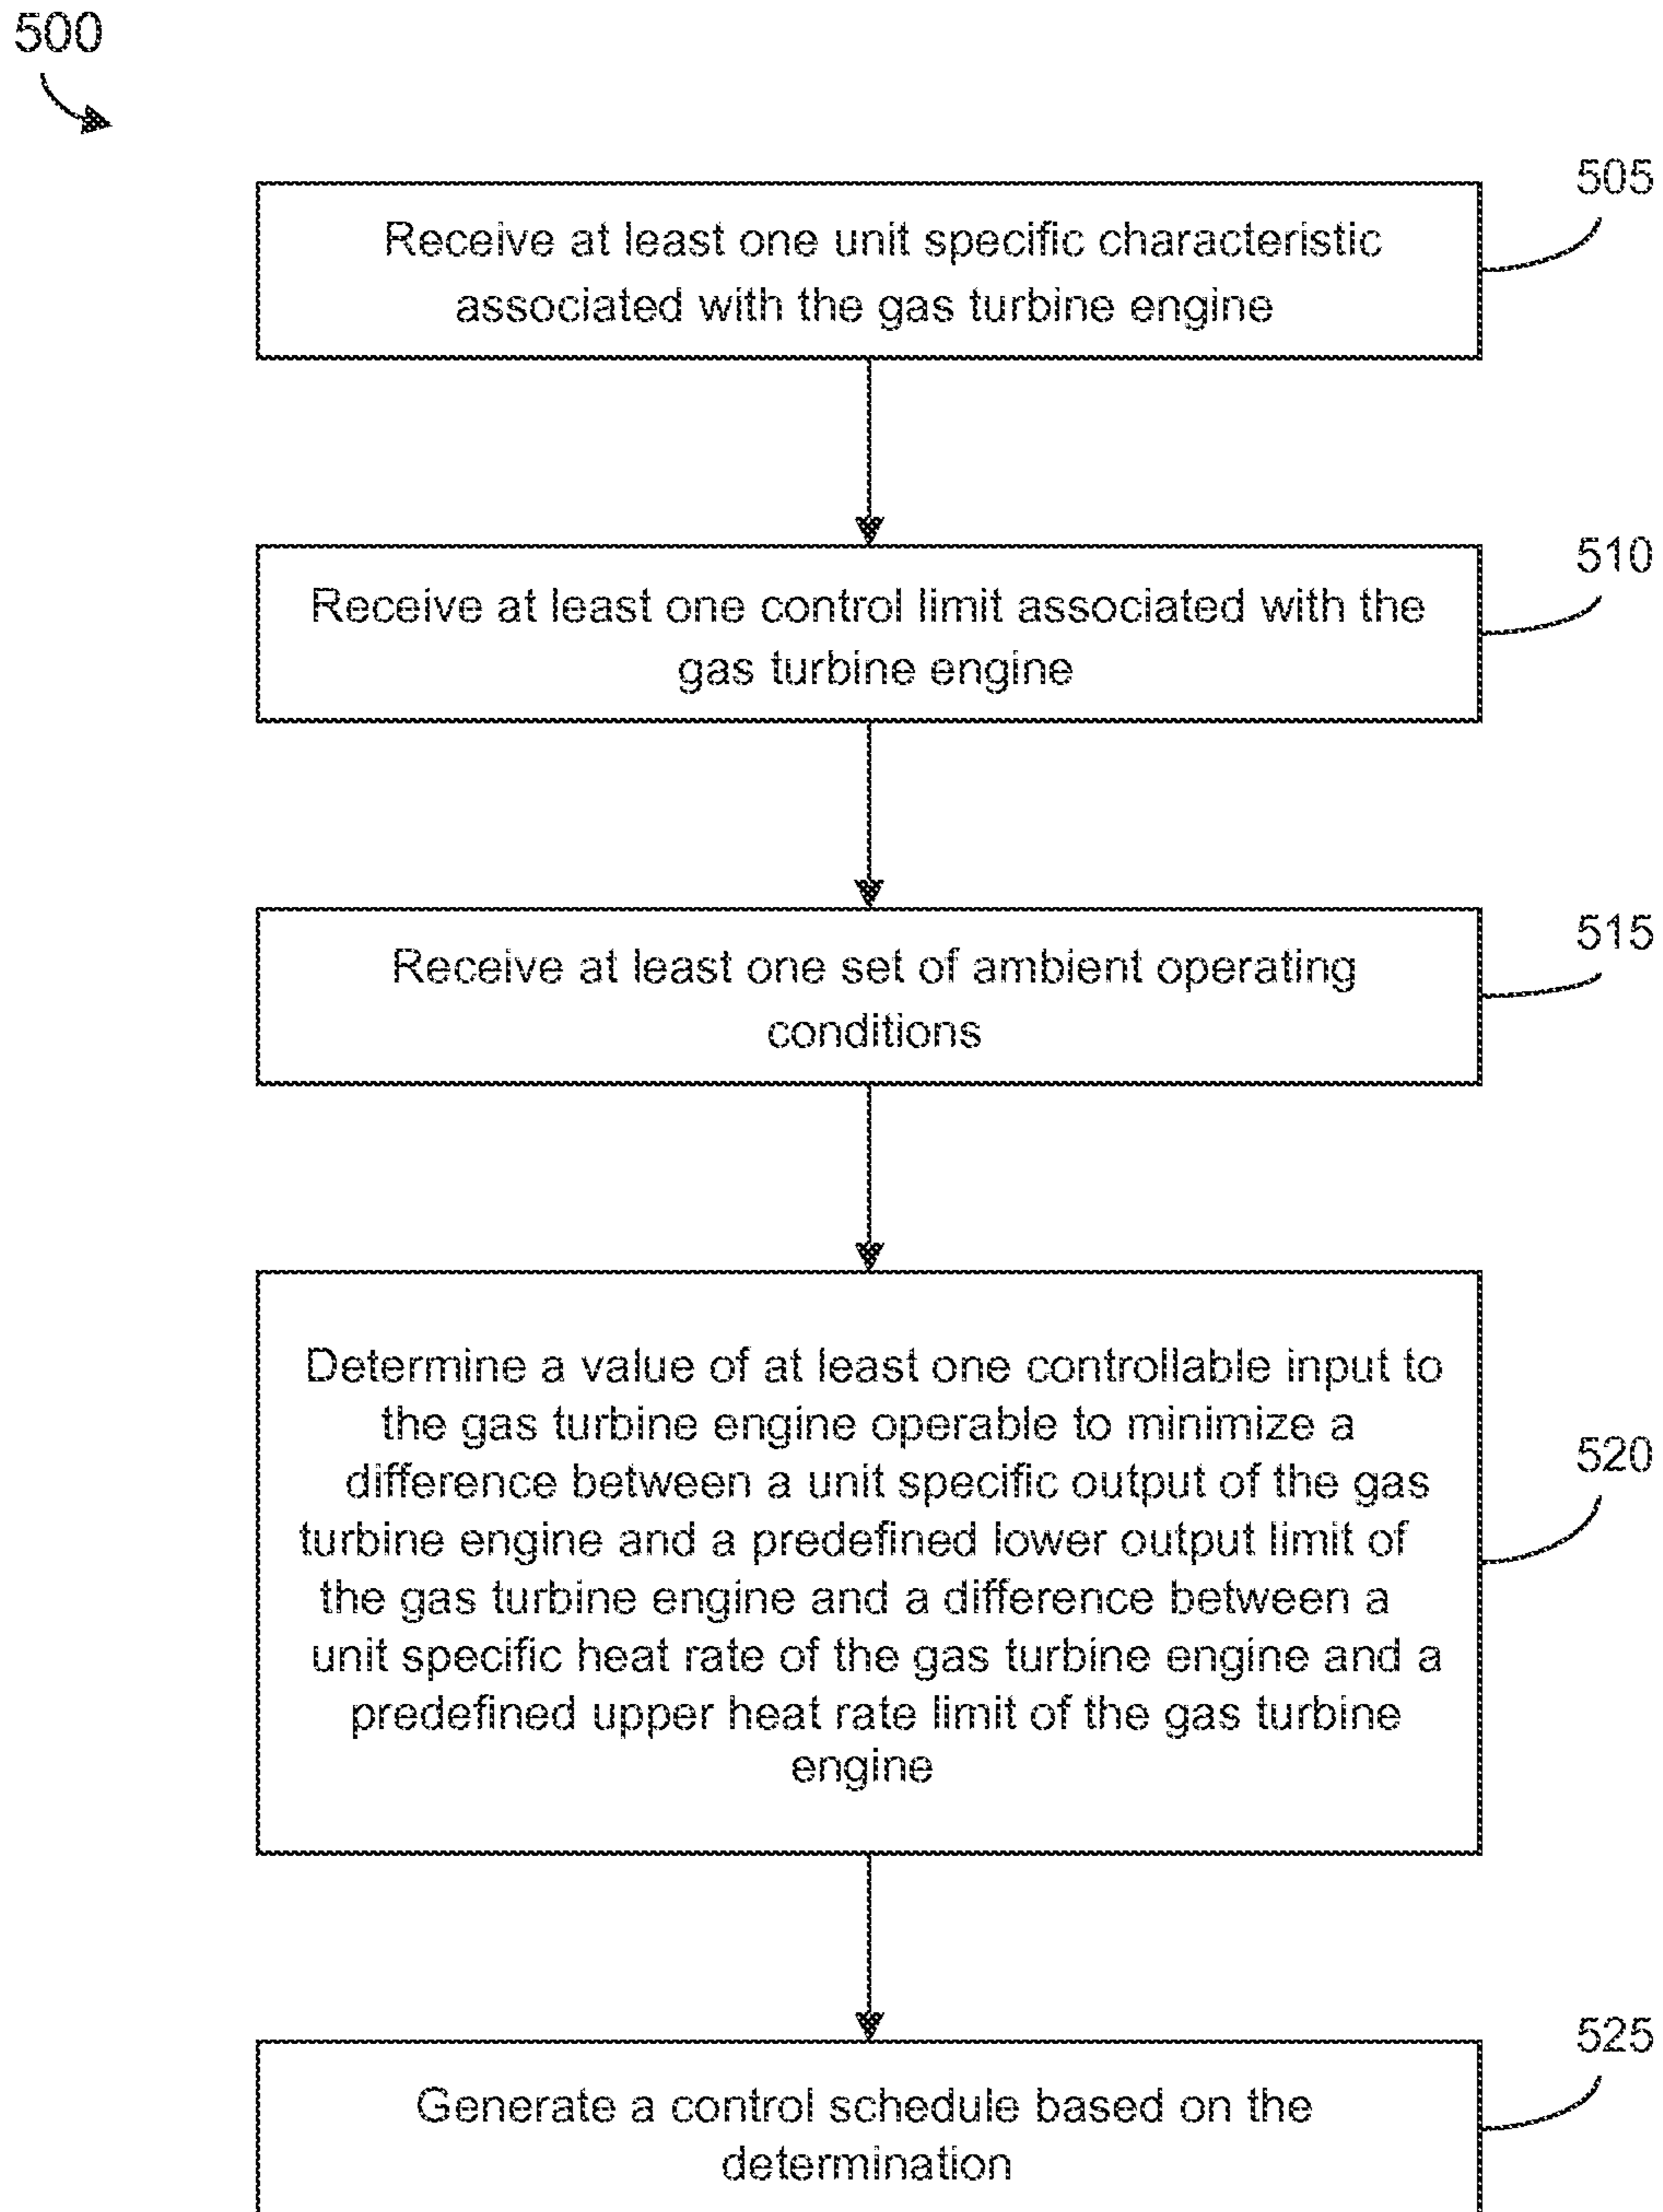 500
505
Receive at least one unit specific characteristic
associated with the gas turbine engine
510
Receive at least one control limit associated with the
gas turbine engine
515
Receive at least one set of ambient operating
conditions
520
Determine a value of at least one controllable input to
the gas turbine engine operable to minimize a
difference between a unit specific output of the gas
turbine engine and a predefined lower output limit of
the gas turbine engine and a difference between a
unit specific heat rate of the gas turbine engine and a
predefined upper heat rate limit of the gas turbine
engine
525
Generate a control schedule based on the
determination